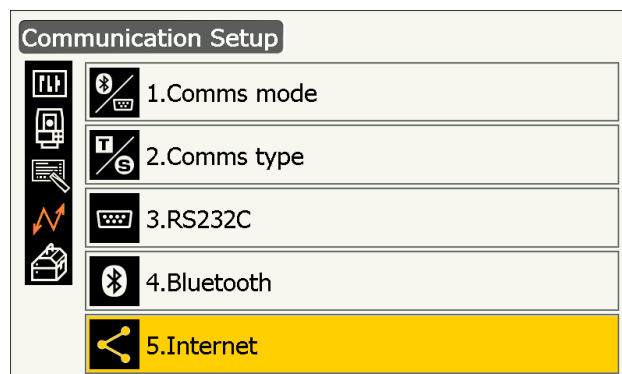 Communication Setup
1.Comms mode
T S 2.Comms type
3.RS232C
4.Bluetooth
5.Internet